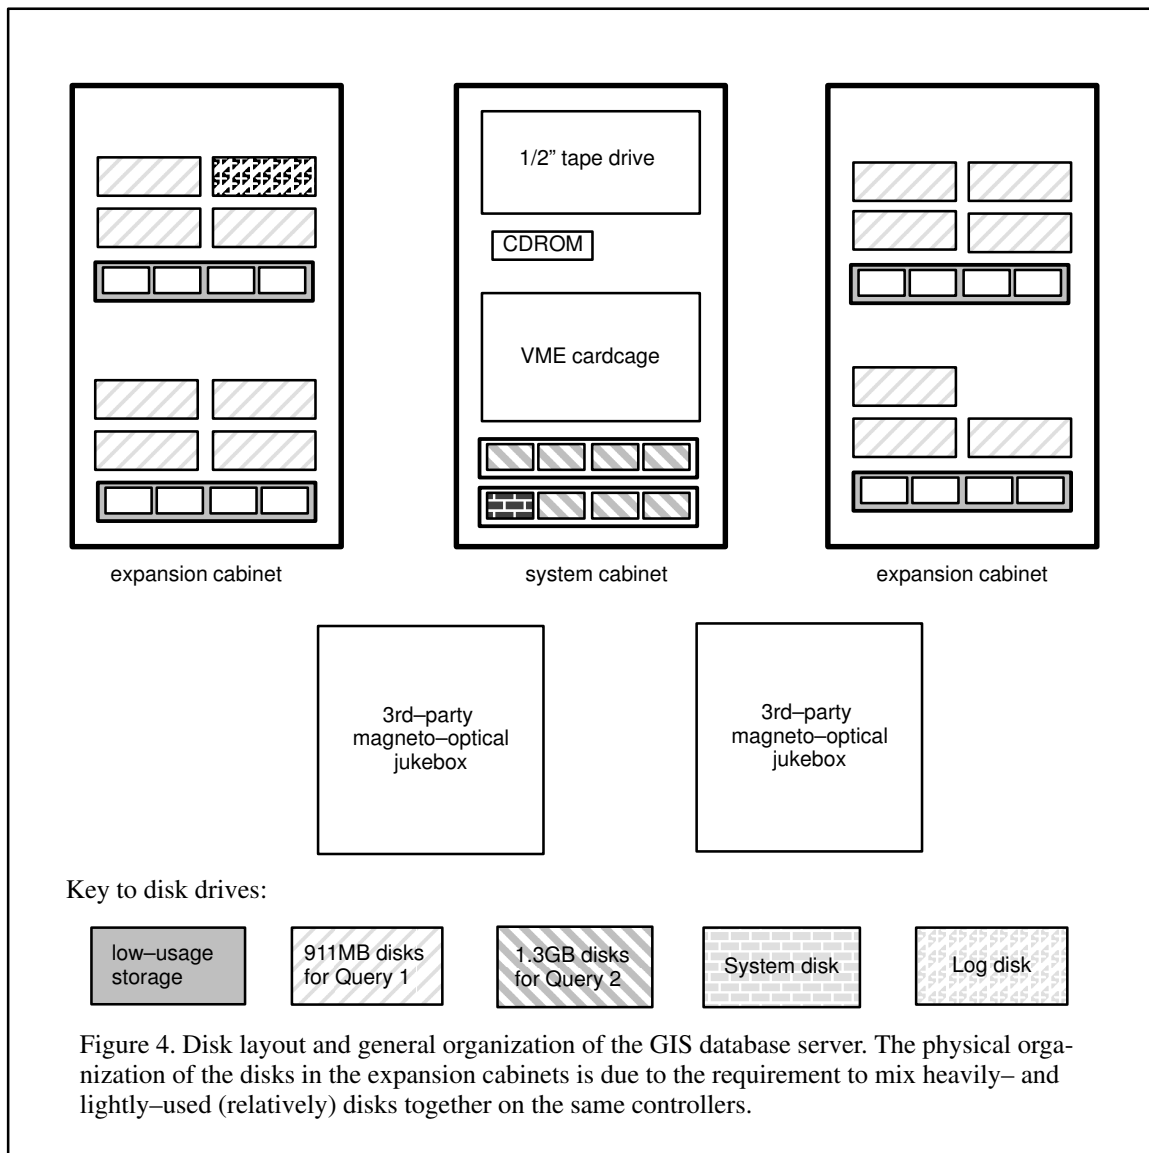 1/2” tape drive
CDROM
VME cardcage
expansion cabinet
system cabinet
expansion cabinet
3rd–party
magneto–optical
jukebox
3rd–party
magneto–optical
jukebox
Key to disk drives:
low–usage
storage
911MB disks
for Query 1
1.3GB disks
for Query 2
System disk
Log disk
Figure 4. Disk layout and general organization of the GIS database server. The physical orga-
nization of the disks in the expansion cabinets is due to the requirement to mix heavily– and
lightly–used (relatively) disks together on the same controllers.